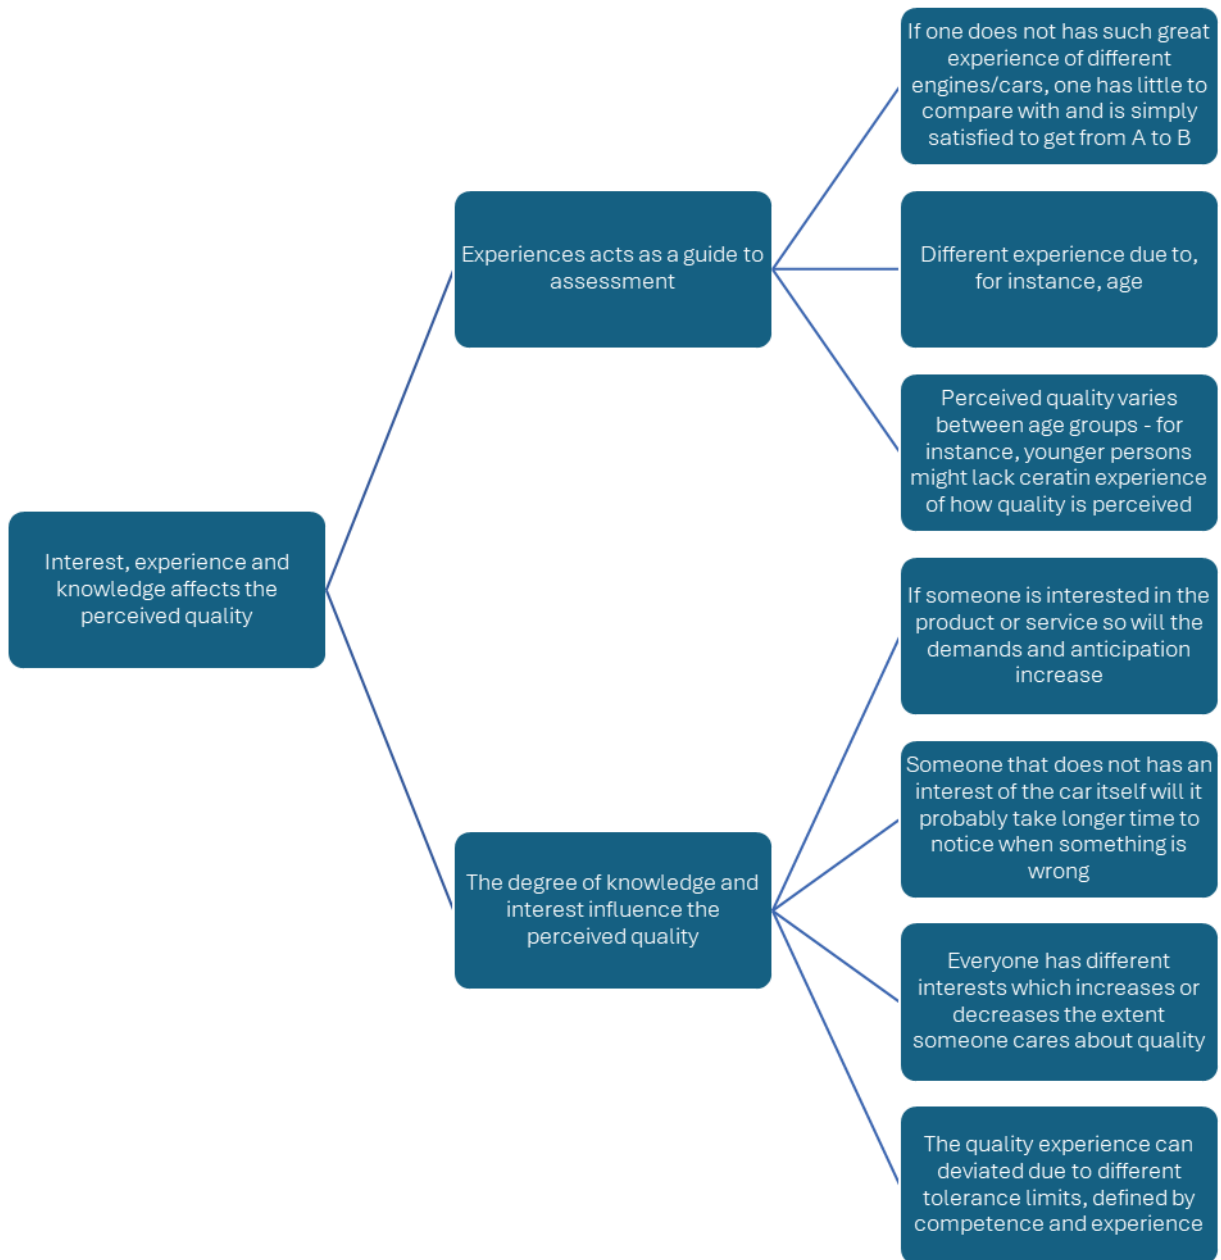 If one does not has such great
experience of different
engines/cars, one has little to
compare with and is simply
satisfied to get from A to B
Experiences acts as a guide to
assessment
Different experience due to,
for instance, age
Perceived quality varies
between age groups - for
instance, younger persons
might lack ceratin experience
of how quality is perceived
Interest, experience and
knowledge affects the
perceived quality
If someone is interested in the
product or service so will the
demands and anticipation
increase
Someone that does not has an
interest of the car itself will it
probably take longer time to
notice when something is
wrong
The degree of knowledge and
interest influence the
perceived quality
Everyone has different
interests which increases or
decreases the extent
someone cares about quality
The quality experience can
deviated due to different
tolerance limits, defined by
competence and experience